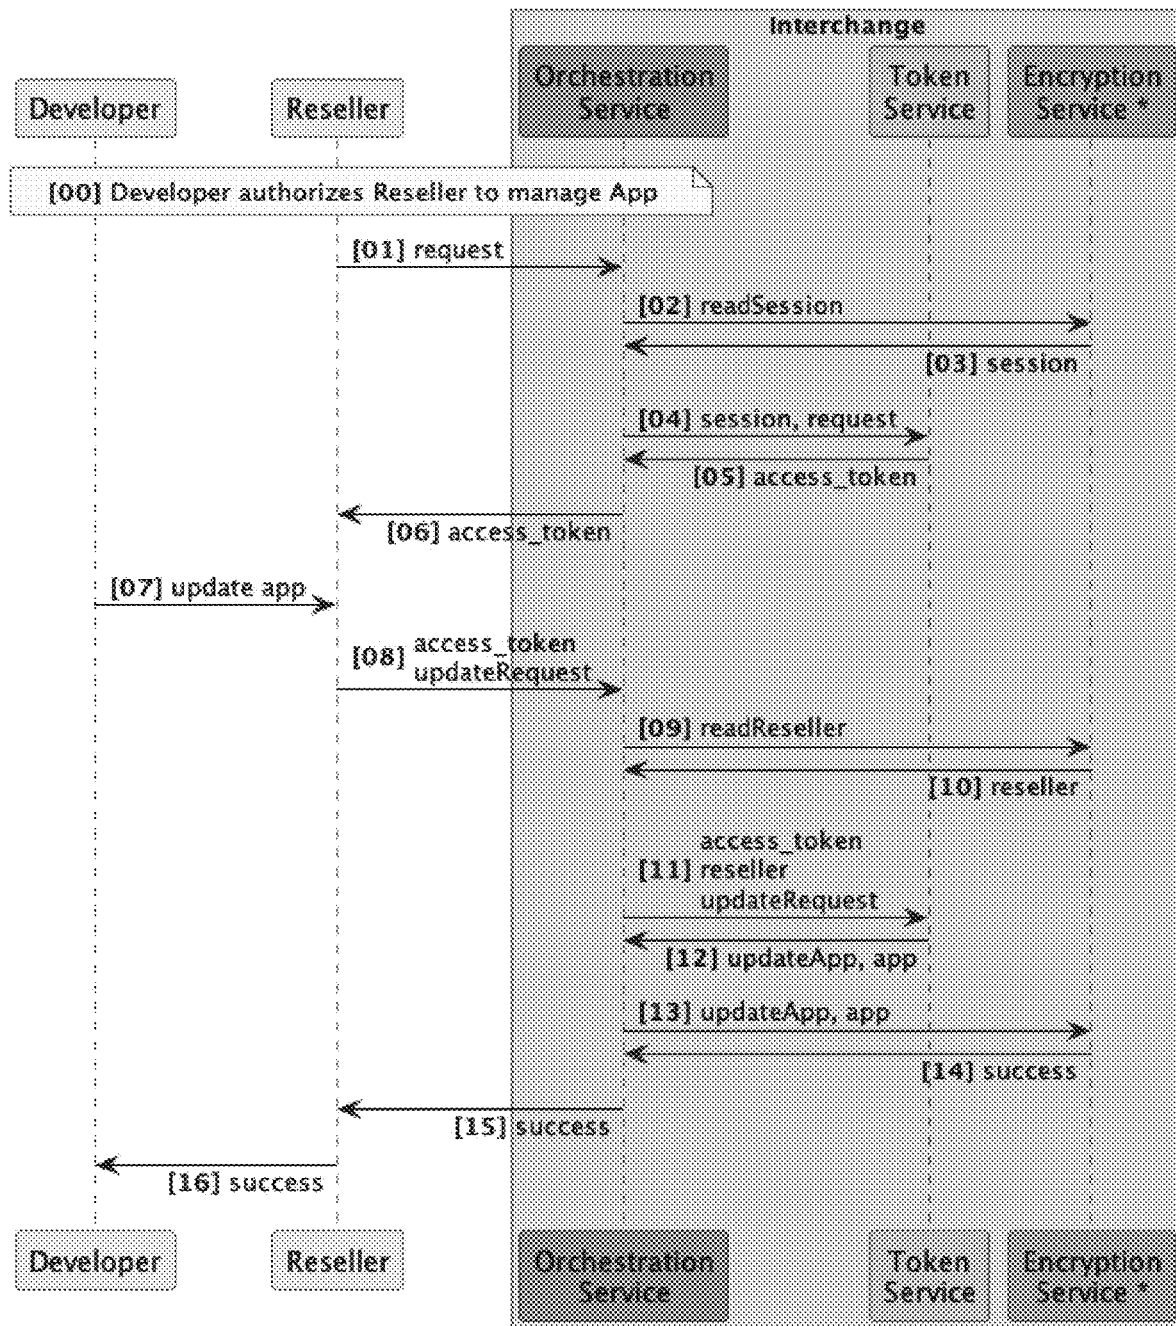 Interchange
Developer
Reseller
Orchestration
Service
Token
Service
Encryption
Service *
[00] Developer authorizes Reseller to manage App
[01] request
[02] readSession
[03] session
[04] session, request
[05] access_token
[06] access_token
[07] update app
[08] access_token
updateRequest
[09] readReseller
[10] reseller
access_token
[11] reseller
updateRequest
[12] updateApp, app
[13] updateApp, app
[14] success
[15] success
[16] success
Developer
Reseller
Orchestration
Service
Token
Service
Encryption
Service *